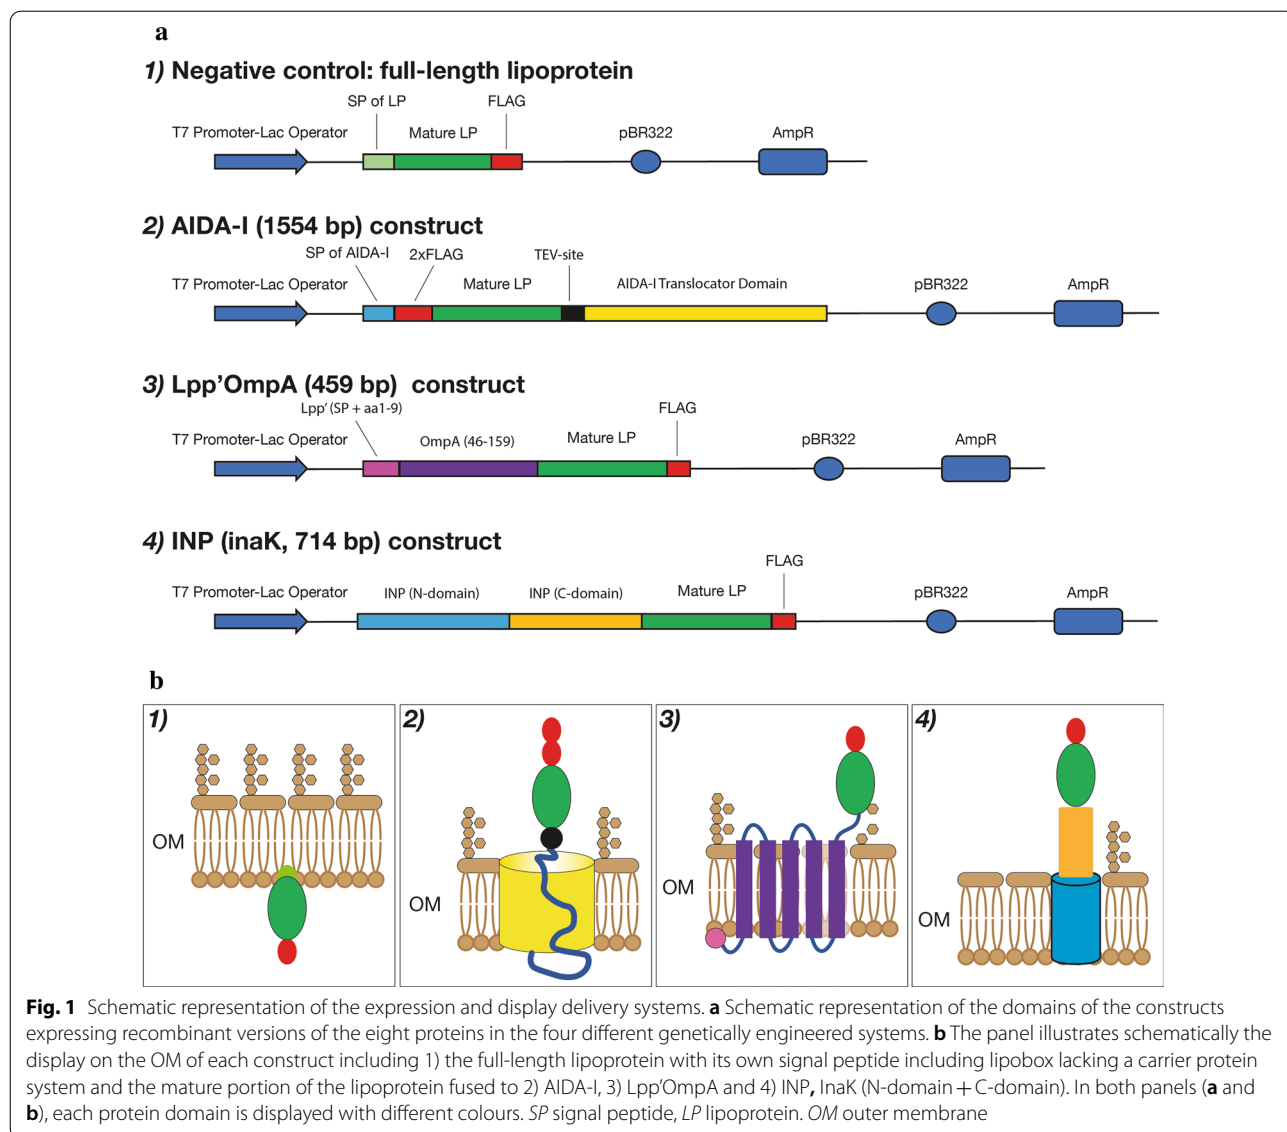 a
1) Negative control: full-length lipoprotein
SP of LP
FLAG
T7 Promoter-Lac Operator
Mature LP
pBR322
AmpR
2) AIDA-I (1554 bp) construct
SP of AIDA-I
2xFLAG
TEV-site
T7 Promoter-Lac Operator
Mature LP
AIDA-I Translocator Domain
pBR322
AmpR
3) Lpp'OmpA (459 bp) construct
Lpp' (SP + aa1-9)
FLAG
T7 Promoter-Lac Operator
OmpA (46-159)
Mature LP
pBR322
AmpR
4) INP (inaK, 714 bp) construct
FLAG
T7 Promoter-Lac Operator
INP (N-domain)
INP (C-domain)
Mature LP
pBR322
AmpR
b
1)
OM
2)
OM
3)
OM
4)
OM
Fig. 1 Schematic representation of the expression and display delivery systems. a Schematic representation of the domains of the constructs
expressing recombinant versions of the eight proteins in the four different genetically engineered systems. b The panel illustrates schematically the
display on the OM of each construct including 1) the full-length lipoprotein with its own signal peptide including lipobox lacking a carrier protein
system and the mature portion of the lipoprotein fused to 2) AIDA-I, 3) Lpp'OmpA and 4) INP, InaK (N-domain + C-domain). In both panels (a and
b), each protein domain is displayed with different colours. SP signal peptide, LP lipoprotein. OM outer membrane